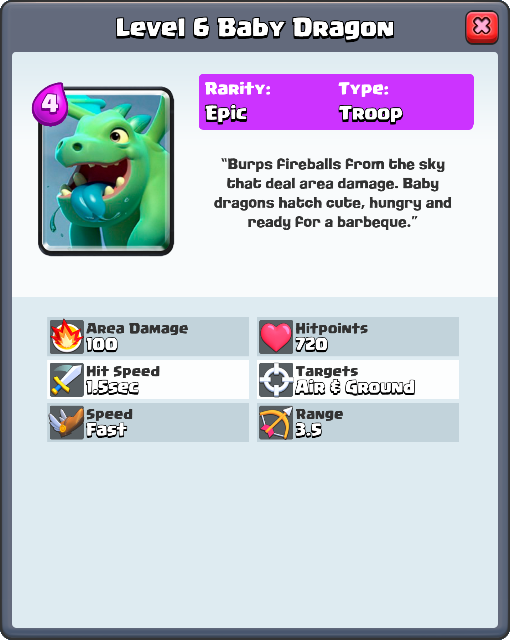 Level 6 Baby Dragon
4
Rarity: Type:
Epic Troop
"Burps fireballs from the sky
that deal area damage. Baby
dragons hatch cute, hungry and
ready for a barbeque."
Area Damage
100
Hitpoints
720
Hit Speed
1.5sec
Targets
Air & Ground
Speed
Fast
Range
3.5